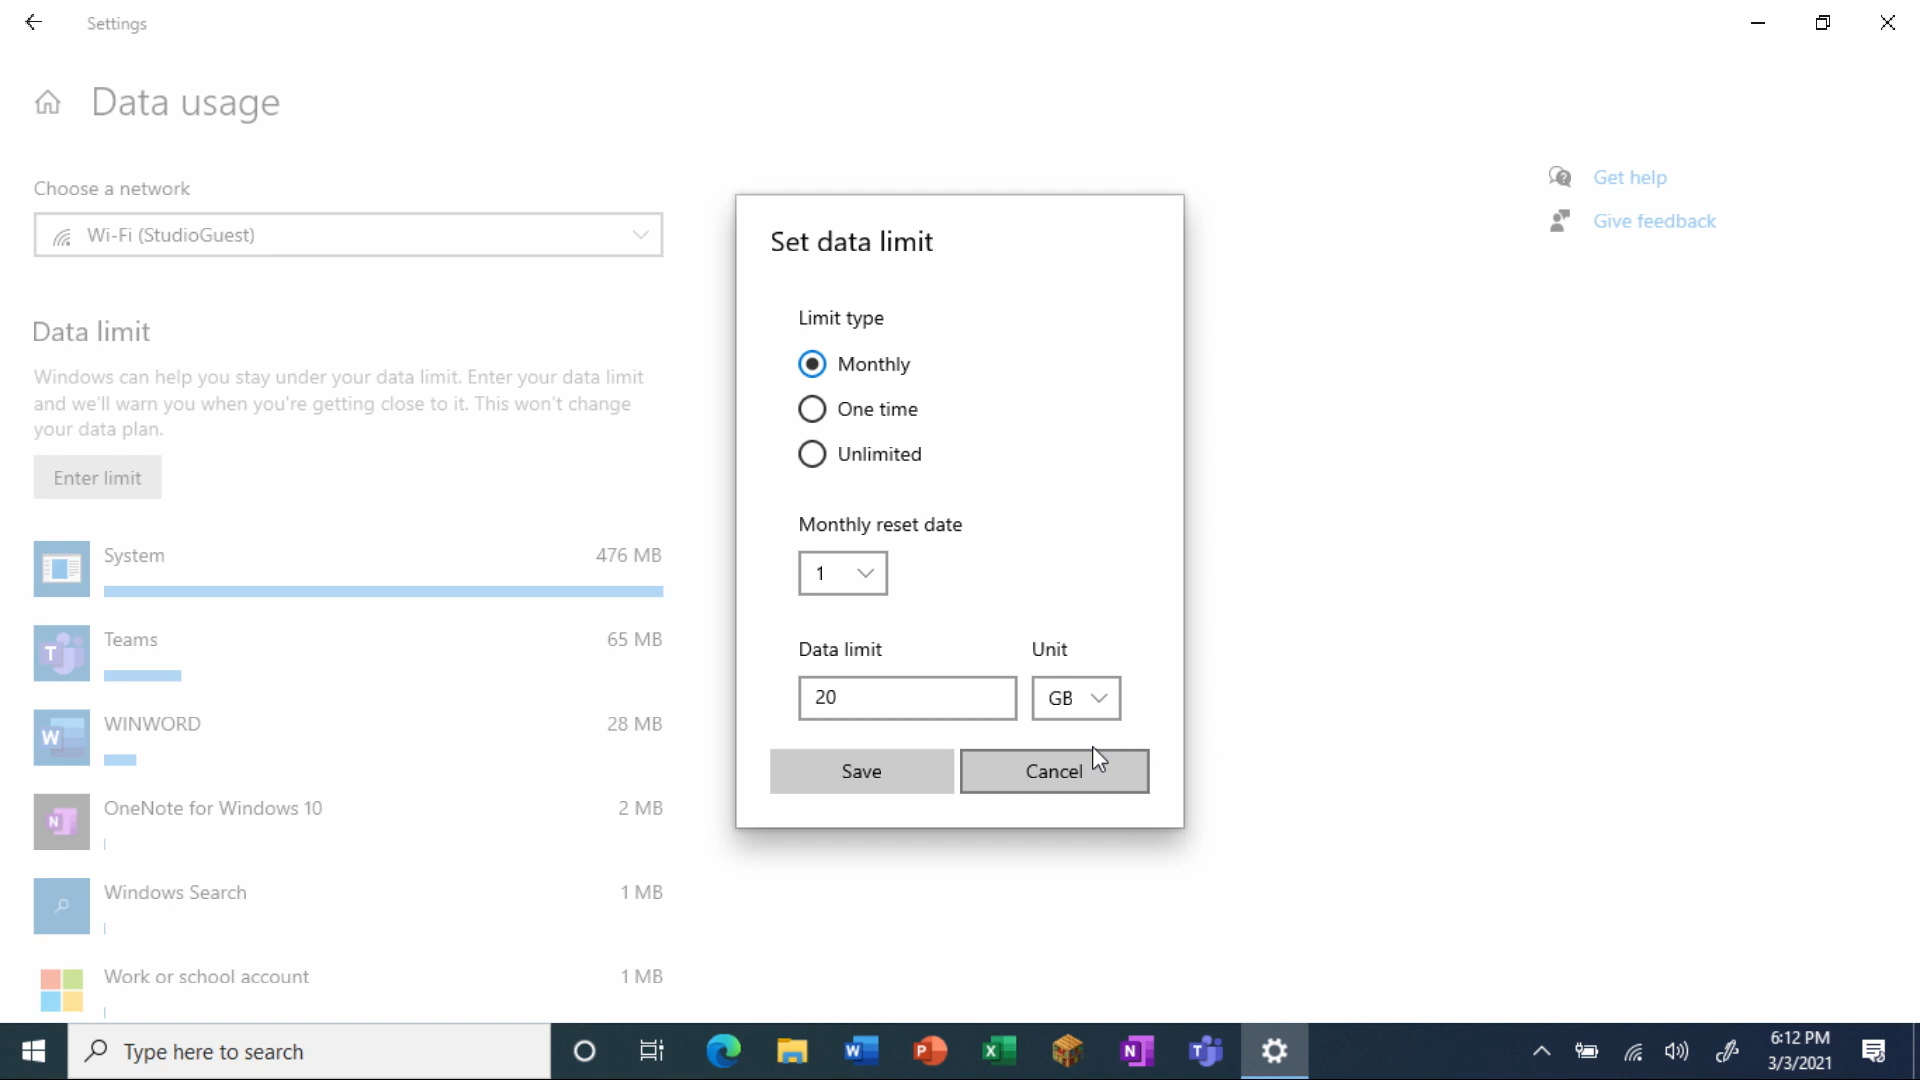 Settings
Data usage
Choose a network
Wi-Fi (StudioGuest)
Data limit
Windows can help you stay under your data limit. Enter your data limit
and we'll warn you when you're getting close to it. This won't change
your data plan.
Enter limit
System 476 MB
Teams 65 MB
WINWORD 28 MB
OneNote for Windows 10 2 MB
Windows Search 1 MB
Work or school account 1 MB
Set data limit
Limit type
Monthly
One time
Unlimited
Monthly reset date
1
Data limit Unit
20 GB
Save Cancel
Get help
Give feedback
Type here to search
6:12 PM
3/3/2021